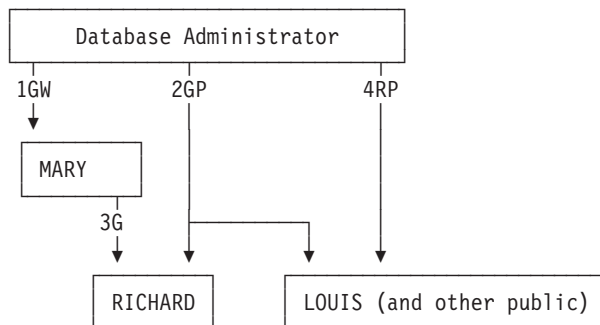 Database Administrator
1GW 2GP 4RP
MARY
3G
RICHARD LOUIS (and other public)